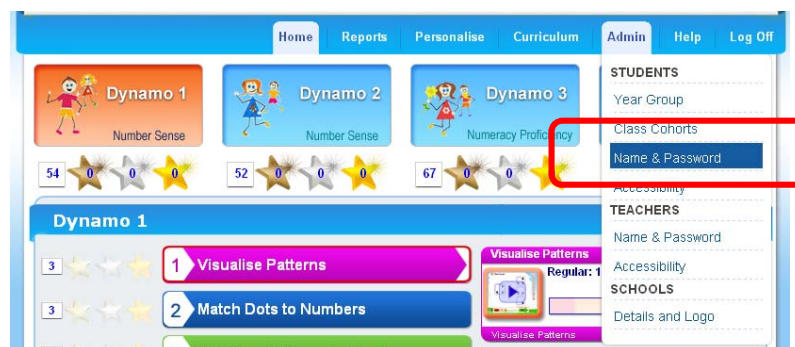 Home Reports Personalise Curriculum Admin Help Log Off
Dynamo 1
Number Sense
Dynamo 2
Number Sense
Dynamo 3
Numeracy Proficiency
54 0 0 0
52 0 0 0
67 0 0
STUDENTS
Year Group
Class Cohorts
Name & Password
Accessibility
TEACHERS
Name & Password
Accessibility
SCHOOLS
Details and Logo
Dynamo 1
3
1 Visualise Patterns
3
2 Match Dots to Numbers
Visualise Patterns
Regular: 1
Visualise Patterns